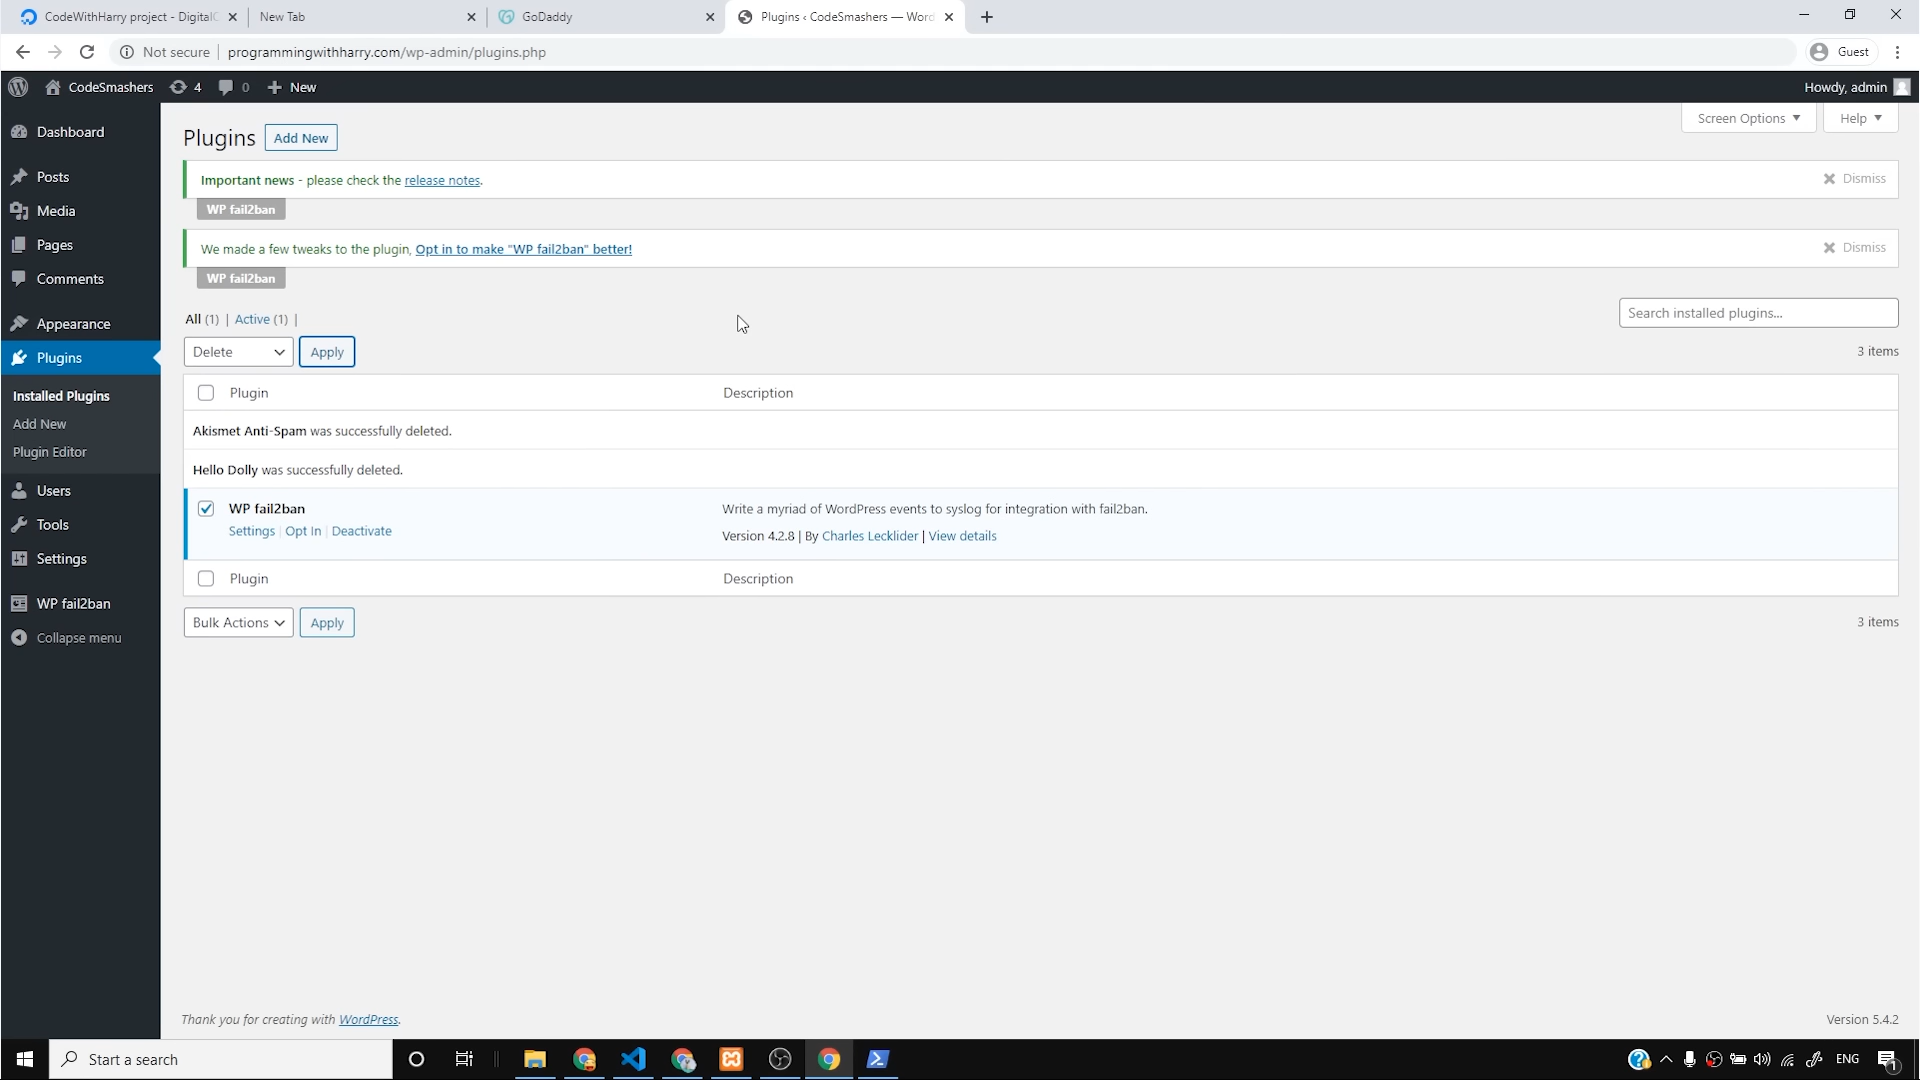 CodeWithHarry project - DigitalC
New Tab
GoDaddy
Plugins ‹ CodeSmashers — Word
Not secure
programmingwithharry.com/wp-admin/plugins.php
Guest
CodeSmashers
4
0
New
Howdy, admin
Screen Options
Help
Dashboard
Posts
Media
Pages
Comments
Appearance
Plugins
Installed Plugins
Add New
Plugin Editor
Users
Tools
Settings
WP fail2ban
Collapse menu
Plugins
Add New
Important news - please check the release notes.
Dismiss
WP fail2ban
We made a few tweaks to the plugin, Opt in to make "WP fail2ban" better!
Dismiss
WP fail2ban
All (1) | Active (1) |
Search installed plugins...
Delete
Apply
3 items
Plugin
Description
Akismet Anti-Spam was successfully deleted.
Hello Dolly was successfully deleted.
WP fail2ban
Write a myriad of WordPress events to syslog for integration with fail2ban.
Settings | Opt In | Deactivate
Version 4.2.8 | By Charles Lecklider | View details
Plugin
Description
Bulk Actions
Apply
3 items
Thank you for creating with WordPress.
Version 5.4.2
Start a search
ENG
1